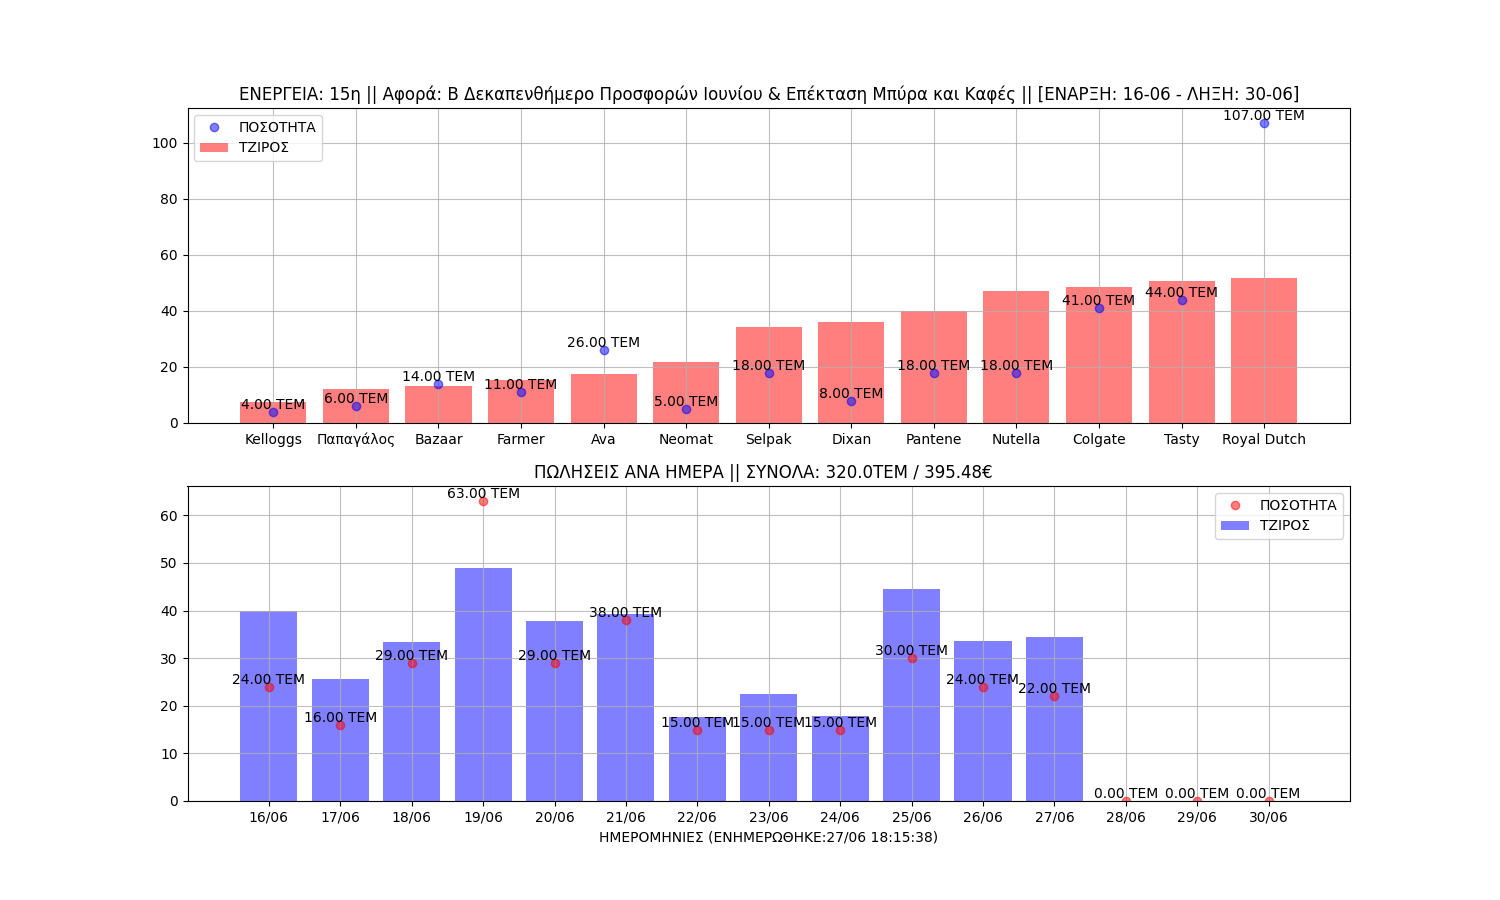 ΕΝΕΡΓΕΙΑ: 15η || Αφορά: Β Δεκαπενθήμερο Προσφορών Ιουνίου & Επέκταση Μπύρα και Καφές || [ΕΝΑΡΞΗ: 16-06 - ΛΗΞΗ: 30-06]
ΠΟΣΟΤΗΤΑ
ΤΖΙΡΟΣ
100
80
60
40
20
0
4.00 TEM
6.00 TEM
14.00 TEM
11.00 TEM
26.00 TEM
5.00 TEM
18.00 TEM
8.00 TEM
18.00 TEM
18.00 TEM
41.00 TEM
44.00 TEM
107.00 TEM
Kelloggs Παπαγάλος Bazaar Farmer Ava Neomat Selpak Dixan Pantene Nutella Colgate Tasty Royal Dutch
ΠΩΛΗΣΕΙΣ ΑΝΑ ΗΜΕΡΑ || ΣΥΝΟΛΑ: 320.0ΤΕΜ / 395.48€
ΠΟΣΟΤΗΤΑ
ΤΖΙΡΟΣ
60
50
40
30
20
10
0
24.00 TEM
16.00 TEM
29.00 TEM
63.00 TEM
29.00 TEM
38.00 TEM
15.00 TEM
15.00 TEM
15.00 TEM
30.00 TEM
24.00 TEM
22.00 TEM
0.00 TEM
0.00 TEM
0.00 TEM
16/06 17/06 18/06 19/06 20/06 21/06 22/06 23/06 24/06 25/06 26/06 27/06 28/06 29/06 30/06
ΗΜΕΡΟΜΗΝΙΕΣ (ΕΝΗΜΕΡΩΘΗΚΕ:27/06 18:15:38)